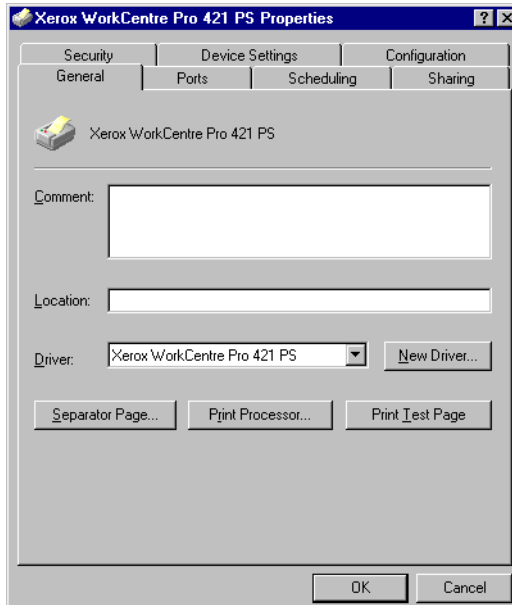 Xerox WorkCentre Pro 421 PS Properties
Security Device Settings Configuration
General Ports Scheduling Sharing
Xerox WorkCentre Pro 421 PS
Comment:
Location:
Driver: Xerox WorkCentre Pro 421 PS New Driver...
Separator Page... Print Processor... Print Test Page
OK Cancel